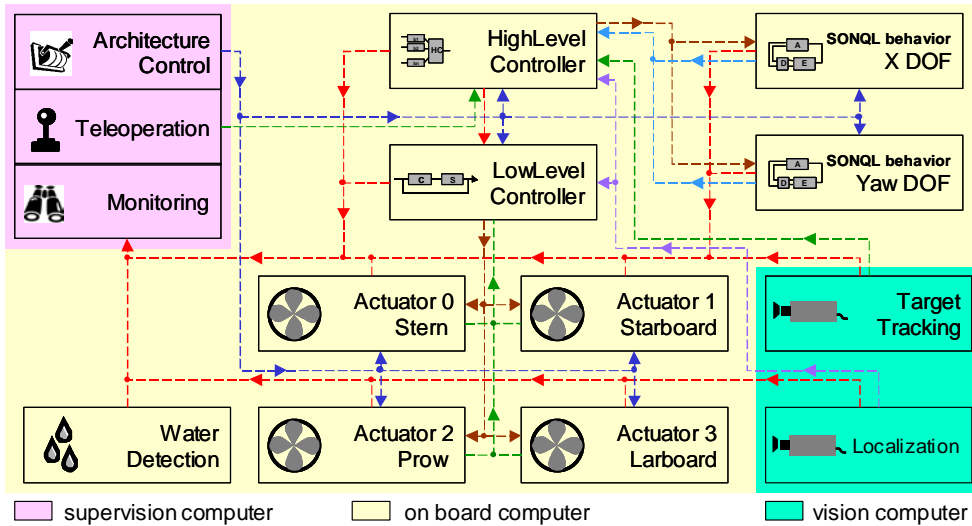 Architecture
Control
Teleoperation
Monitoring
HC
HighLevel
Controller
C S
LowLevel
Controller
A
D E
SONQL behavior
X DOF
A
D E
SONQL behavior
Yaw DOF
Actuator 0
Stern
Actuator 1
Starboard
Target
Tracking
Water
Detection
Actuator 2
Prow
Actuator 3
Larboard
Localization
supervision computer
on board computer
vision computer